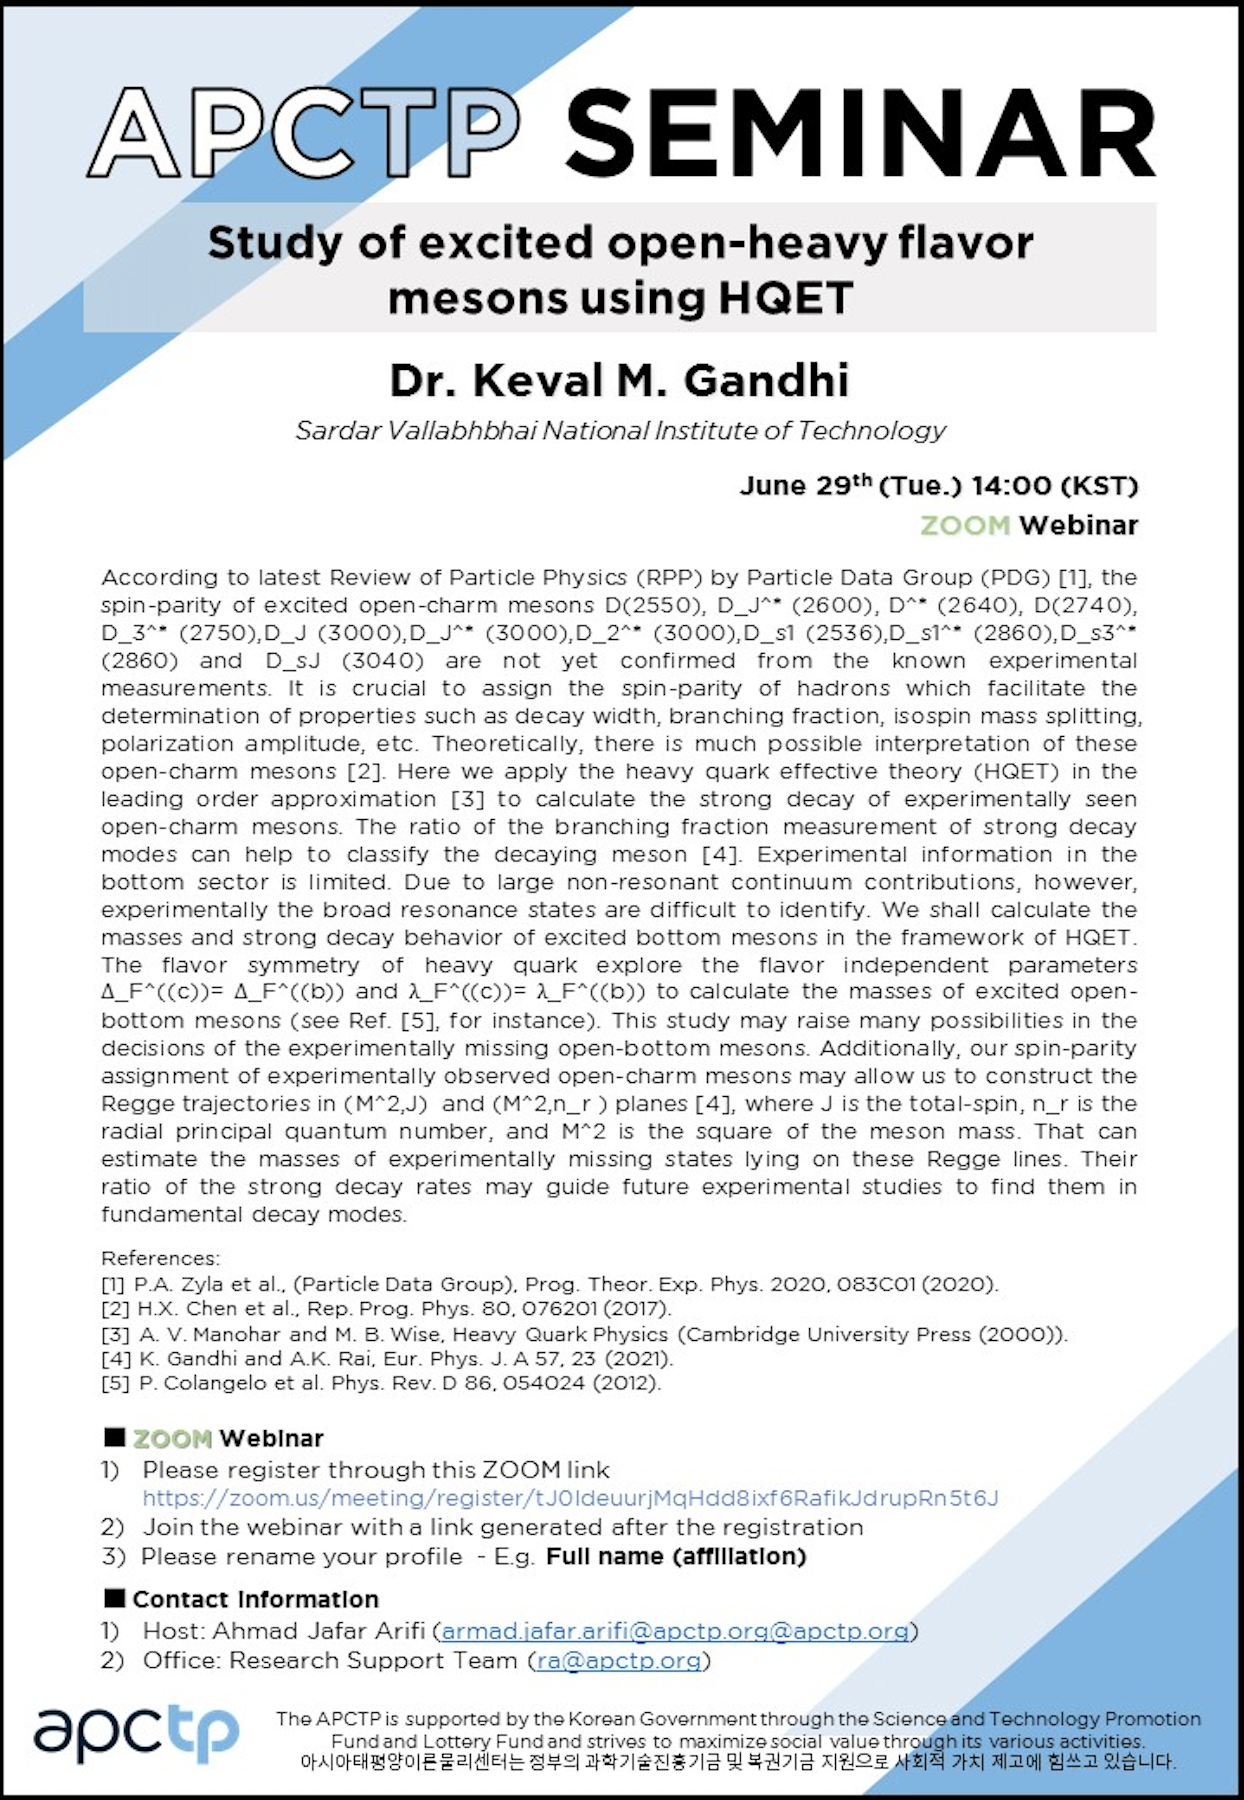 APCTP SEMINAR
Study of excited open-heavy flavor
mesons using HQET
Dr. Keval M. Gandhi
Sardar Vallabhbhai National Institute of Technology
June 29th (Tue.) 14:00 (KST)
ZOOM Webinar
According to latest Review of Particle Physics (RPP) by Particle Data Group (PDG) [1], the
spin-parity of excited open-charm mesons D(2550), D_J^* (2600), D^* (2640), D(2740),
D_3^* (2750),D_J (3000),D_J^* (3000),D_2^* (3000),D_s1 (2536),D_s1^* (2860),D_s3^*
(2860) and D_sJ (3040) are not yet confirmed from the known experimental
measurements. It is crucial to assign the spin-parity of hadrons which facilitate the
determination of properties such as decay width, branching fraction, isospin mass splitting,
polarization amplitude, etc. Theoretically, there is much possible interpretation of these
open-charm mesons [2]. Here we apply the heavy quark effective theory (HQET) in the
leading order approximation [3] to calculate the strong decay of experimentally seen
open-charm mesons. The ratio of the branching fraction measurement of strong decay
modes can help to classify the decaying meson [4]. Experimental information in the
bottom sector is limited. Due to large non-resonant continuum contributions, however,
experimentally the broad resonance states are difficult to identify. We shall calculate the
masses and strong decay behavior of excited bottom mesons in the framework of HQET.
The flavor symmetry of heavy quark explore the flavor independent parameters
Δ_F^((c))= Δ_F^((b)) and λ_F^((c))= λ_F^((b)) to calculate the masses of excited open-
bottom mesons (see Ref. [5], for instance). This study may raise many possibilities in the
decisions of the experimentally missing open-bottom mesons. Additionally, our spin-parity
assignment of experimentally observed open-charm mesons may allow us to construct the
Regge trajectories in (M^2,J) and (M^2,n_r ) planes [4], where J is the total-spin, n_r is the
radial principal quantum number, and M^2 is the square of the meson mass. That can
estimate the masses of experimentally missing states lying on these Regge lines. Their
ratio of the strong decay rates may guide future experimental studies to find them in
fundamental decay modes.
References:
[1] P.A. Zyla et al., (Particle Data Group), Prog. Theor. Exp. Phys. 2020, 083C01 (2020).
[2] H.X. Chen et al., Rep. Prog. Phys. 80, 076201 (2017).
[3] A. V. Manohar and M. B. Wise, Heavy Quark Physics (Cambridge University Press (2000)).
[4] K. Gandhi and A.K. Rai, Eur. Phys. J. A 57, 23 (2021).
[5] P. Colangelo et al. Phys. Rev. D 86, 054024 (2012).
■ ZOOM Webinar
1) Please register through this ZOOM link
https://zoom.us/meeting/register/tJ0IdeuurjMqHdd8ixf6RafikJdrupRn5t6J
2) Join the webinar with a link generated after the registration
3) Please rename your profile - E.g. Full name (affiliation)
■ Contact Information
1) Host: Ahmad Jafar Arifi (armad.jafar.arifi@apctp.org@apctp.org)
2) Office: Research Support Team (ra@apctp.org)
apctp
The APCTP is supported by the Korean Government through the Science and Technology Promotion
Fund and Lottery Fund and strives to maximize social value through its various activities.
아시아태평양이론물리센터는 정부의 과학기술진흥기금 및 복권기금 지원으로 사회적 가치 제고에 힘쓰고 있습니다.